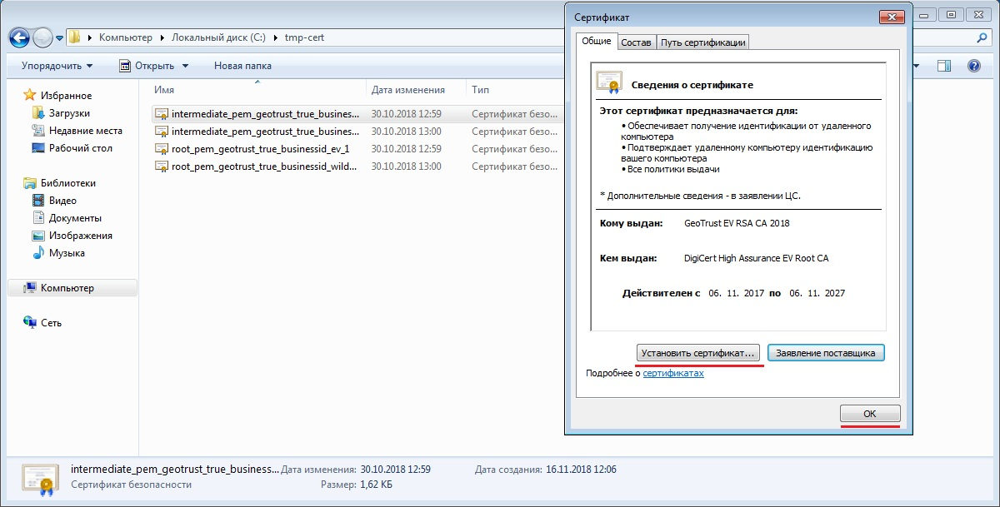 Компьютер
Локальный диск (C:)
tmp-cert
Упорядочить
Открыть
Новая папка
Избранное
Загрузки
Недавние места
Рабочий стол
Библиотеки
Видео
Документы
Изображения
Музыка
Компьютер
Сеть
Имя Дата изменения Тип
intermediate_pem_geotrust_true_busines... 30.10.2018 12:59 Сертификат безо...
intermediate_pem_geotrust_true_busines... 30.10.2018 13:00 Сертификат безо...
root_pem_geotrust_true_businessid_ev_1 30.10.2018 12:59 Сертификат безо...
root_pem_geotrust_true_businessid_wild... 30.10.2018 13:00 Сертификат безо...
Сертификат
Общие Состав Путь сертификации
Сведения о сертификате
Этот сертификат предназначается для:
• Обеспечивает получение идентификации от удаленного
компьютера
• Подтверждает удаленному компьютеру идентификацию
вашего компьютера
• Все политики выдачи
* Дополнительные сведения - в заявлении ЦС.
Кому выдан: GeoTrust EV RSA CA 2018
Кем выдан: DigiCert High Assurance EV Root CA
Действителен с 06. 11. 2017 по 06. 11. 2027
Установить сертификат... Заявление поставщика
Подробнее о сертификатах
ОК
intermediate_pem_geotrust_true_business... Дата изменения: 30.10.2018 12:59 Дата создания: 16.11.2018 12:06
Сертификат безопасности Размер: 1,62 КБ